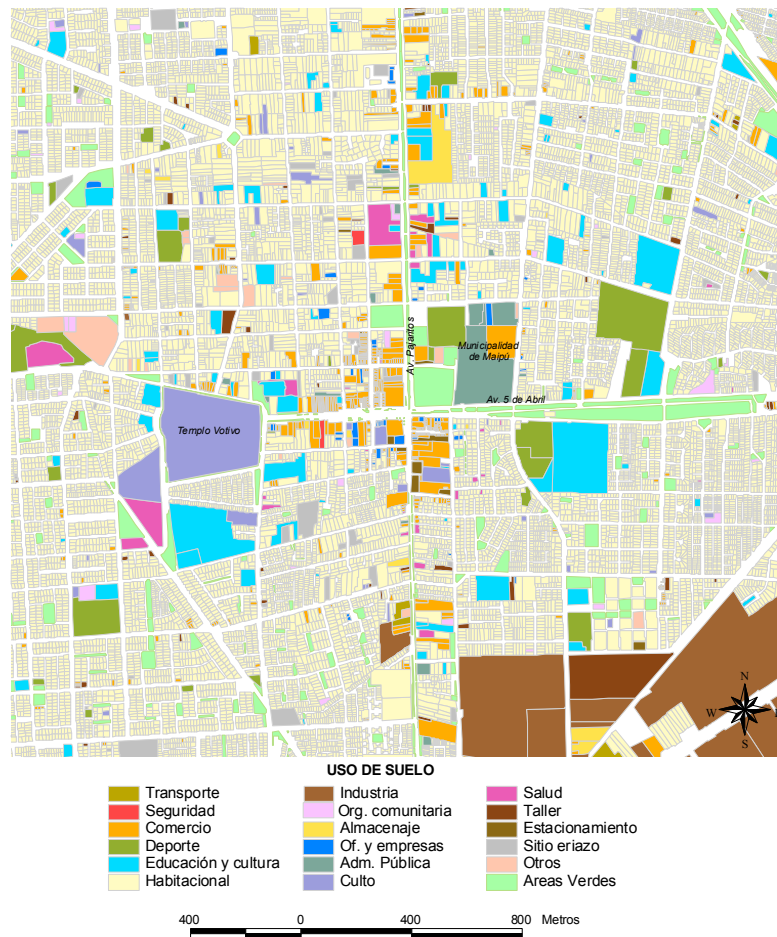 Av. Pajaritos
Municipalidad
de Maipú
Av. 5 de Abril
Templo Votivo
N
W
S
USO DE SUELO
Transporte
Seguridad
Comercio
Deporte
Educación y cultura
Habitacional
Industria
Org. comunitaria
Almacenaje
Of. y empresas
Adm. Pública
Culto
Salud
Taller
Estacionamiento
Sitio eriazo
Otros
Areas Verdes
400 0 400 800 Metros